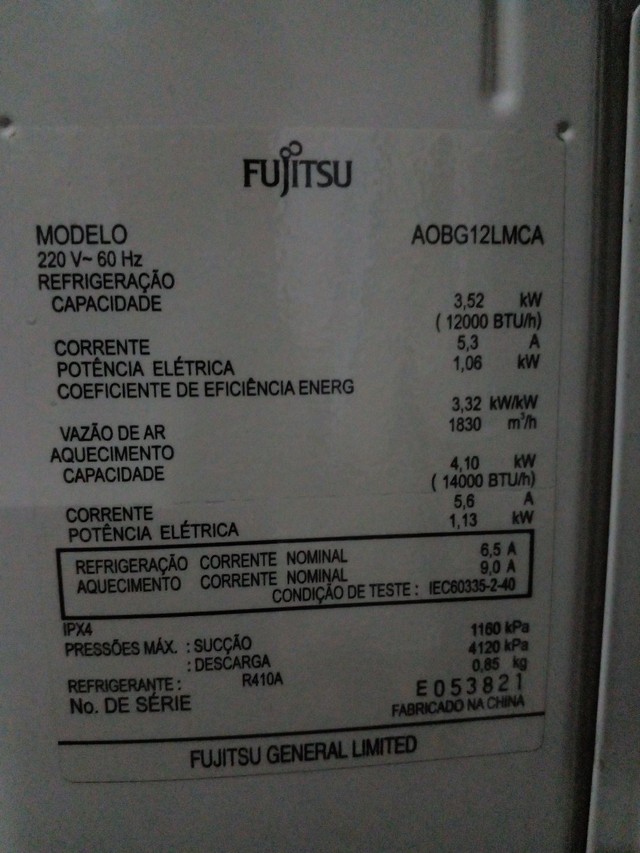 FUJITSU
MODELO AOBG12LMCA
220 V~ 60 Hz
REFRIGERAÇÃO
CAPACIDADE 3,52 kW
( 12000 BTU/h)
CORRENTE 5,3 A
POTÊNCIA ELÉTRICA 1,06 kW
COEFICIENTE DE EFICIÊNCIA ENERG
3,32 kW/kW
VAZÃO DE AR 1830 m³/h
AQUECIMENTO
CAPACIDADE 4,10 kW
( 14000 BTU/h)
CORRENTE 5,6 A
POTÊNCIA ELÉTRICA 1,13 kW
REFRIGERAÇÃO CORRENTE NOMINAL 6,5 A
AQUECIMENTO CORRENTE NOMINAL 9,0 A
CONDIÇÃO DE TESTE : IEC60335-2-40
IPX4
PRESSÕES MÁX. : SUCÇÃO 1160 kPa
: DESCARGA 4120 kPa
REFRIGERANTE : R410A 0,85 kg
No. DE SÉRIE E053821
FABRICADO NA CHINA
FUJITSU GENERAL LIMITED